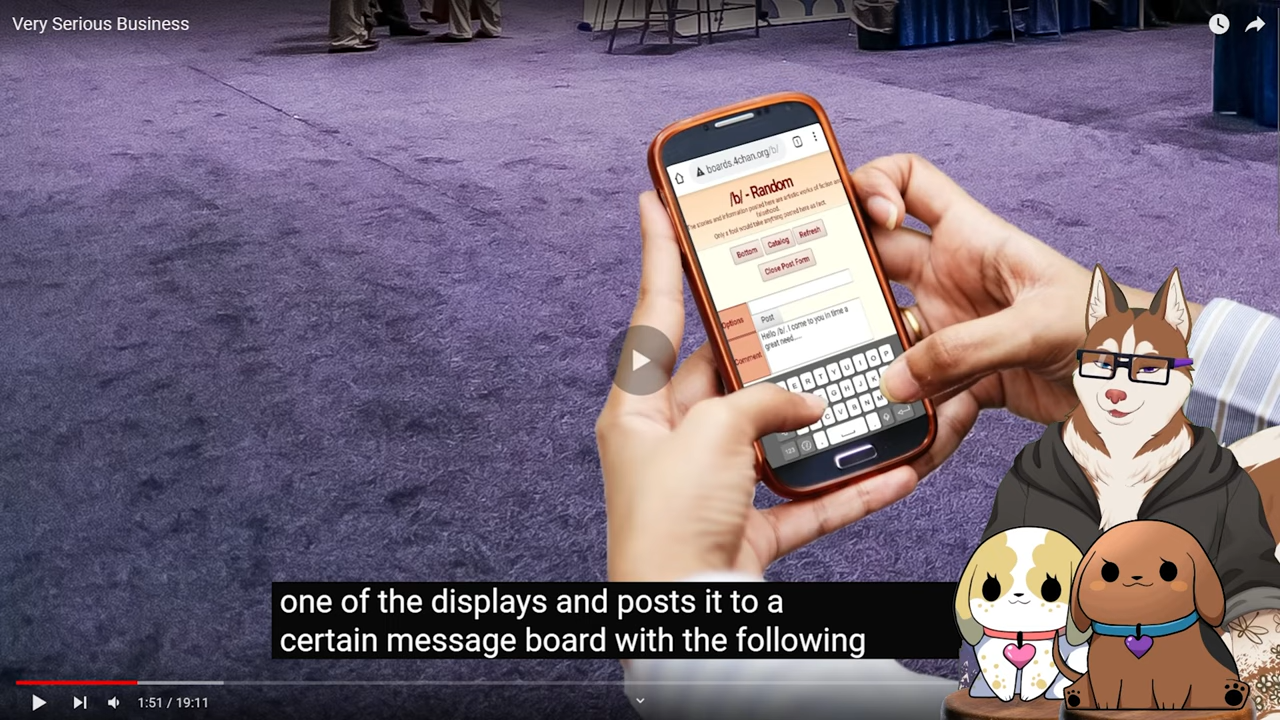 Very Serious Business
boards.4chan.org/b/
/b/ - Random
The stories and information posted here are artistic works of fiction and
falsehood.
Only a fool would take anything posted here as fact.
Bottom
Catalog
Refresh
Close Post Form
Options
Post
Comment
Hello /b/. I come to you in time a
great need.....
E R T Y U I O P
G H J K
C V B N M
123
one of the displays and posts it to a
certain message board with the following
1:51 / 19:11